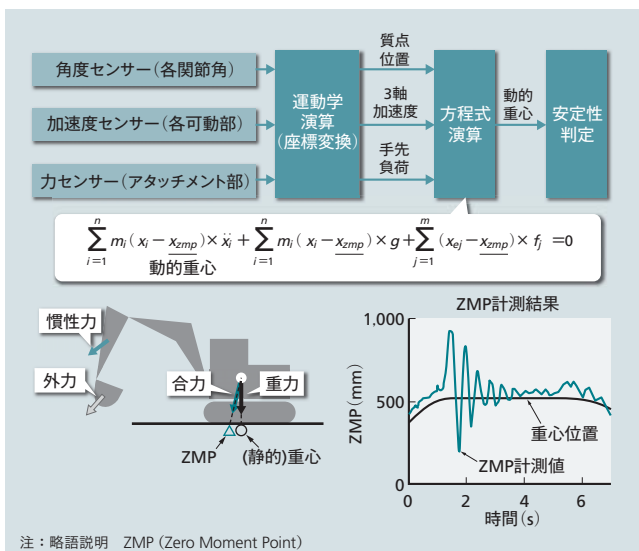 角度センサー(各関節角)
加速度センサー(各可動部)
力センサー(アタッチメント部)
運動学
演算
(座標変換)
質点
位置
3軸
加速度
手先
負荷
方程式
演算
動的
重心
安定性
判定
n∑i=1 mᵢ(xᵢ − x_zmp)×ẍᵢ + n∑i=1 mᵢ(xᵢ − x_zmp)×g + m∑j=1 (x_ej − x_zmp)×fⱼ =0
動的重心
慣性力
外力
合力
重力
ZMP
(静的)重心
ZMP計測結果
ZMP(mm)
1,000
500
0
0
2
4
6
時間(s)
重心位置
ZMP計測値
注：略語説明　ZMP(Zero Moment Point)